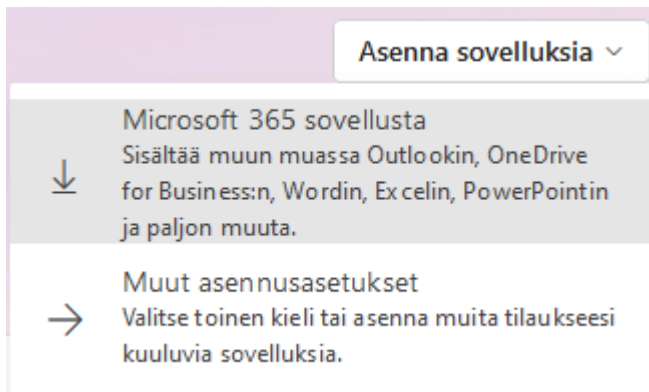 Asenna sovelluksia
Microsoft 365 sovellusta
Sisältää muun muassa Outlookin, OneDrive
for Business:n, Wordin, Excelin, PowerPointin
ja paljon muuta.
Muut asennusasetukset
Valitse toinen kieli tai asenna muita tilaukseesi
kuuluvia sovelluksia.